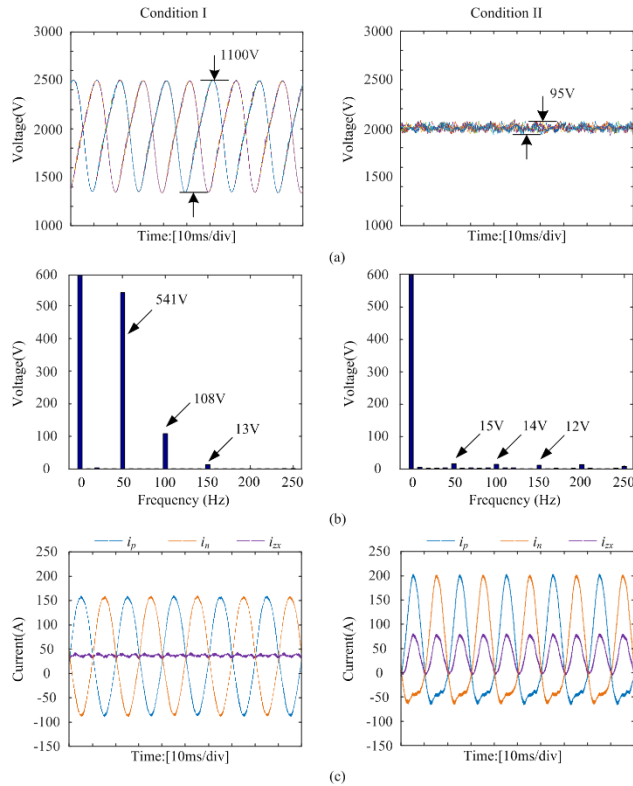 Condition I
Condition II
3000
2500
2000
1500
1000
Voltage(V)
1100V
Time:[10ms/div]
3000
2500
2000
1500
1000
Voltage(V)
95V
Time:[10ms/div]
(a)
600
500
400
300
200
100
0
Voltage(V)
541V
108V
13V
0 50 100 150 200 250
Frequency (Hz)
600
500
400
300
200
100
0
Voltage(V)
15V 14V 12V
0 50 100 150 200 250
Frequency (Hz)
(b)
i_p i_n i_zx
250
200
150
100
50
0
-50
-100
-150
Current(A)
Time:[10ms/div]
i_p i_n i_zx
250
200
150
100
50
0
-50
-100
-150
Current(A)
Time:[10ms/div]
(c)